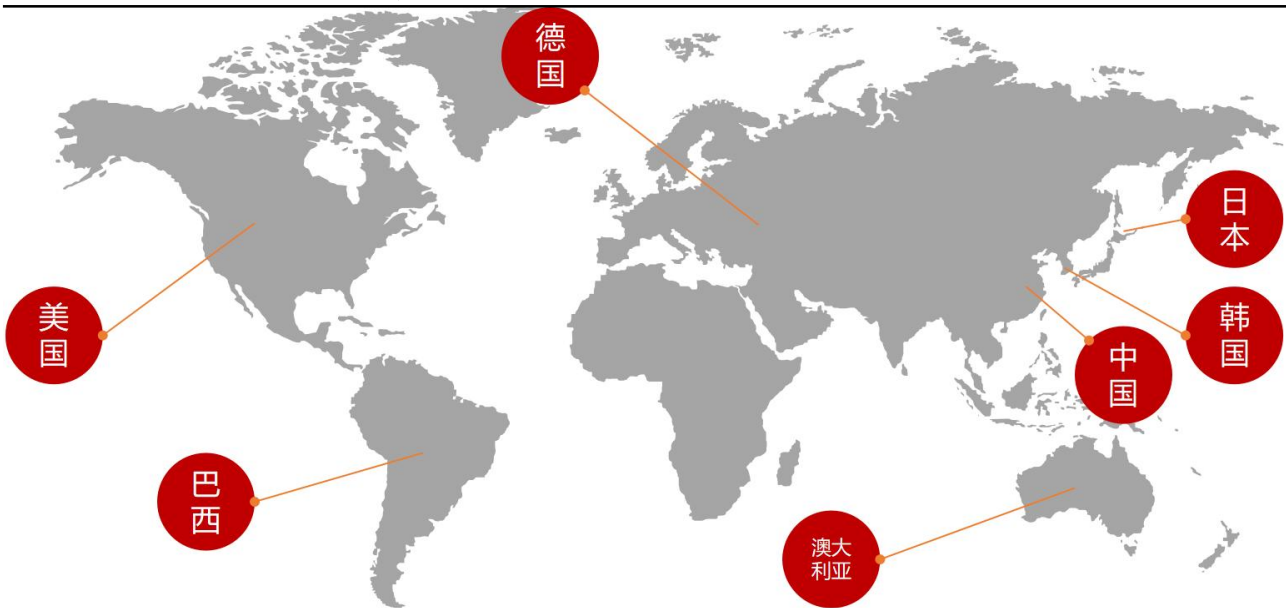 德
国
日
本
美
国
韩
国
中
国
巴
西
澳大
利亚